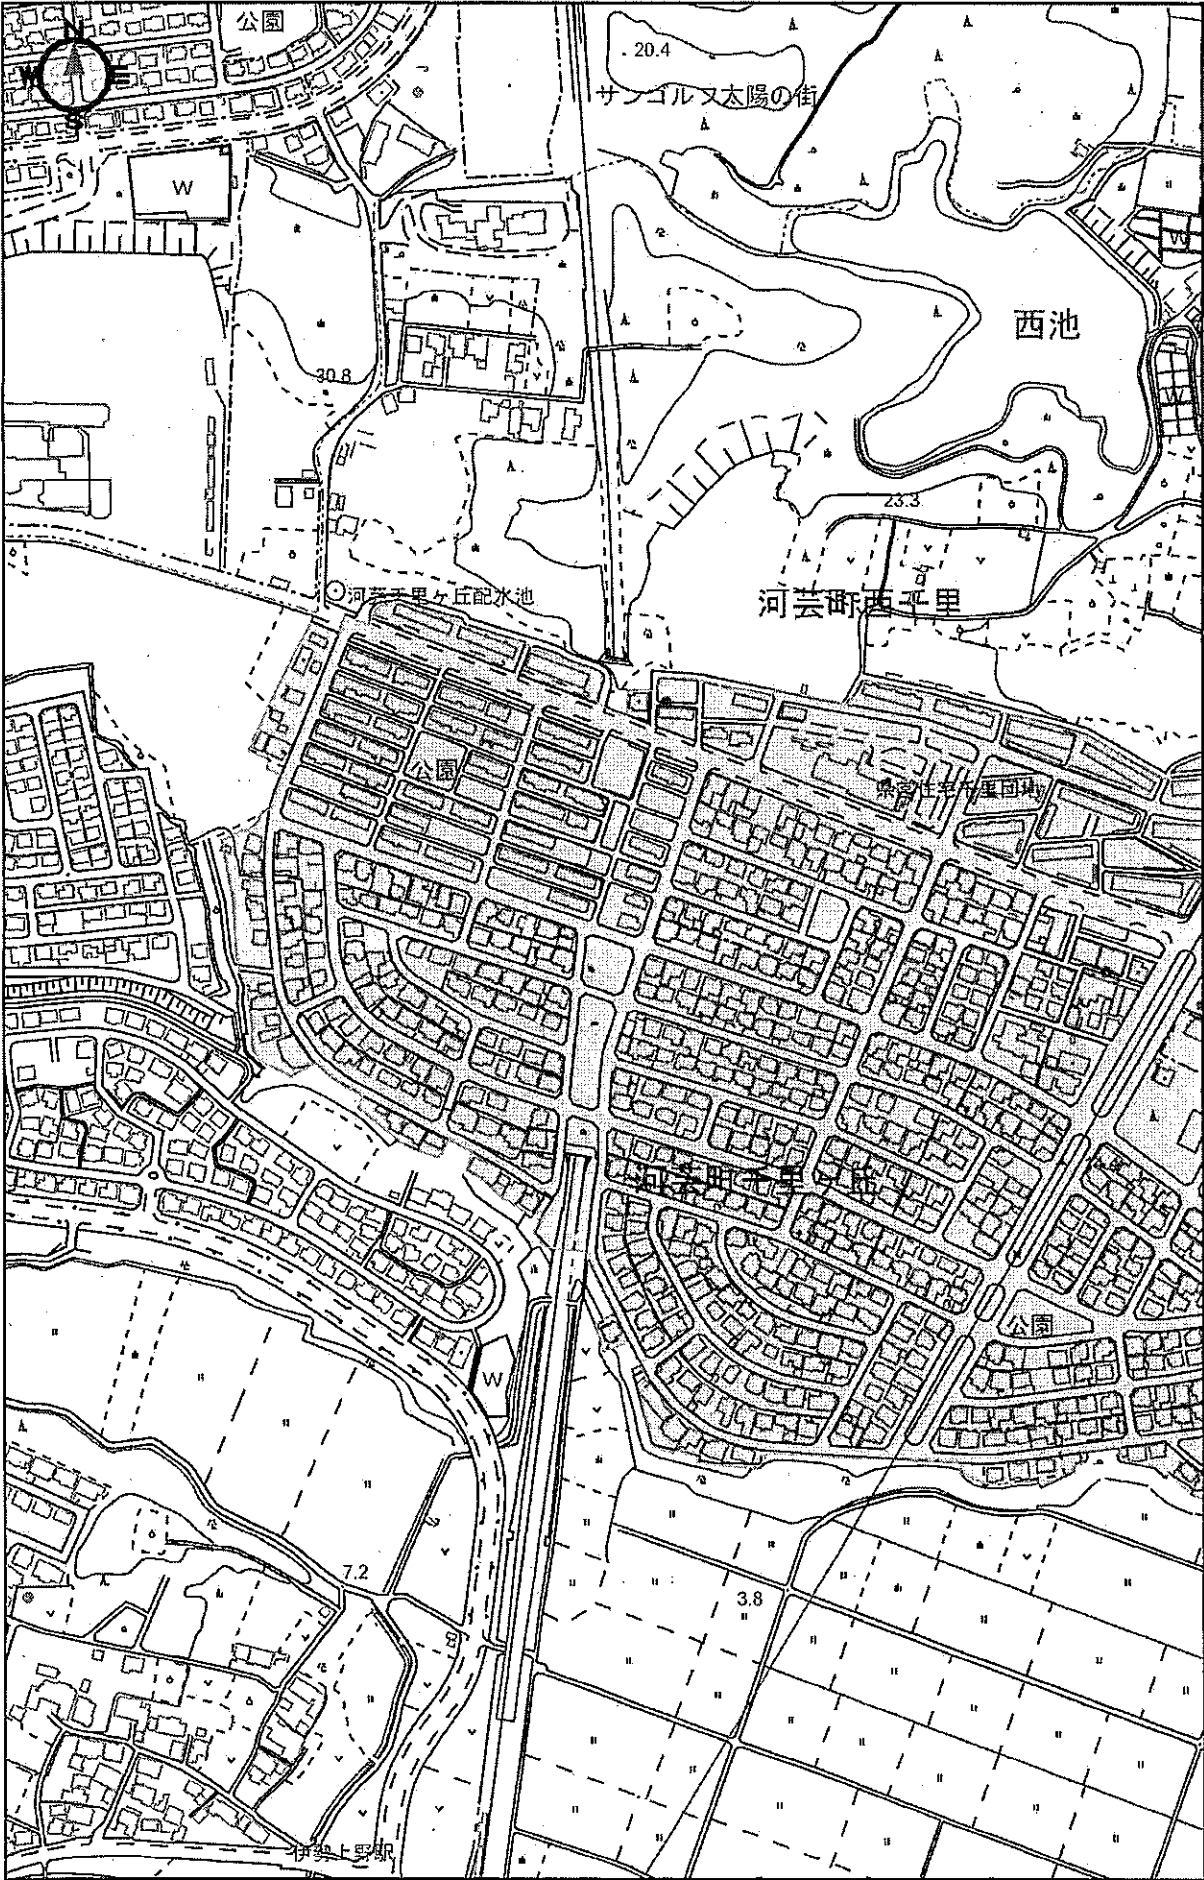 公園
N
W
E
S
20.4
サンゴルフ太陽の街
W
W
西池
30.8
W
23.3
河芸千里ヶ丘配水池
河芸町西千里
公園
県営住宅千里団地
河芸町千里ヶ丘
公園
W
7.2
3.8
伊勢上野駅